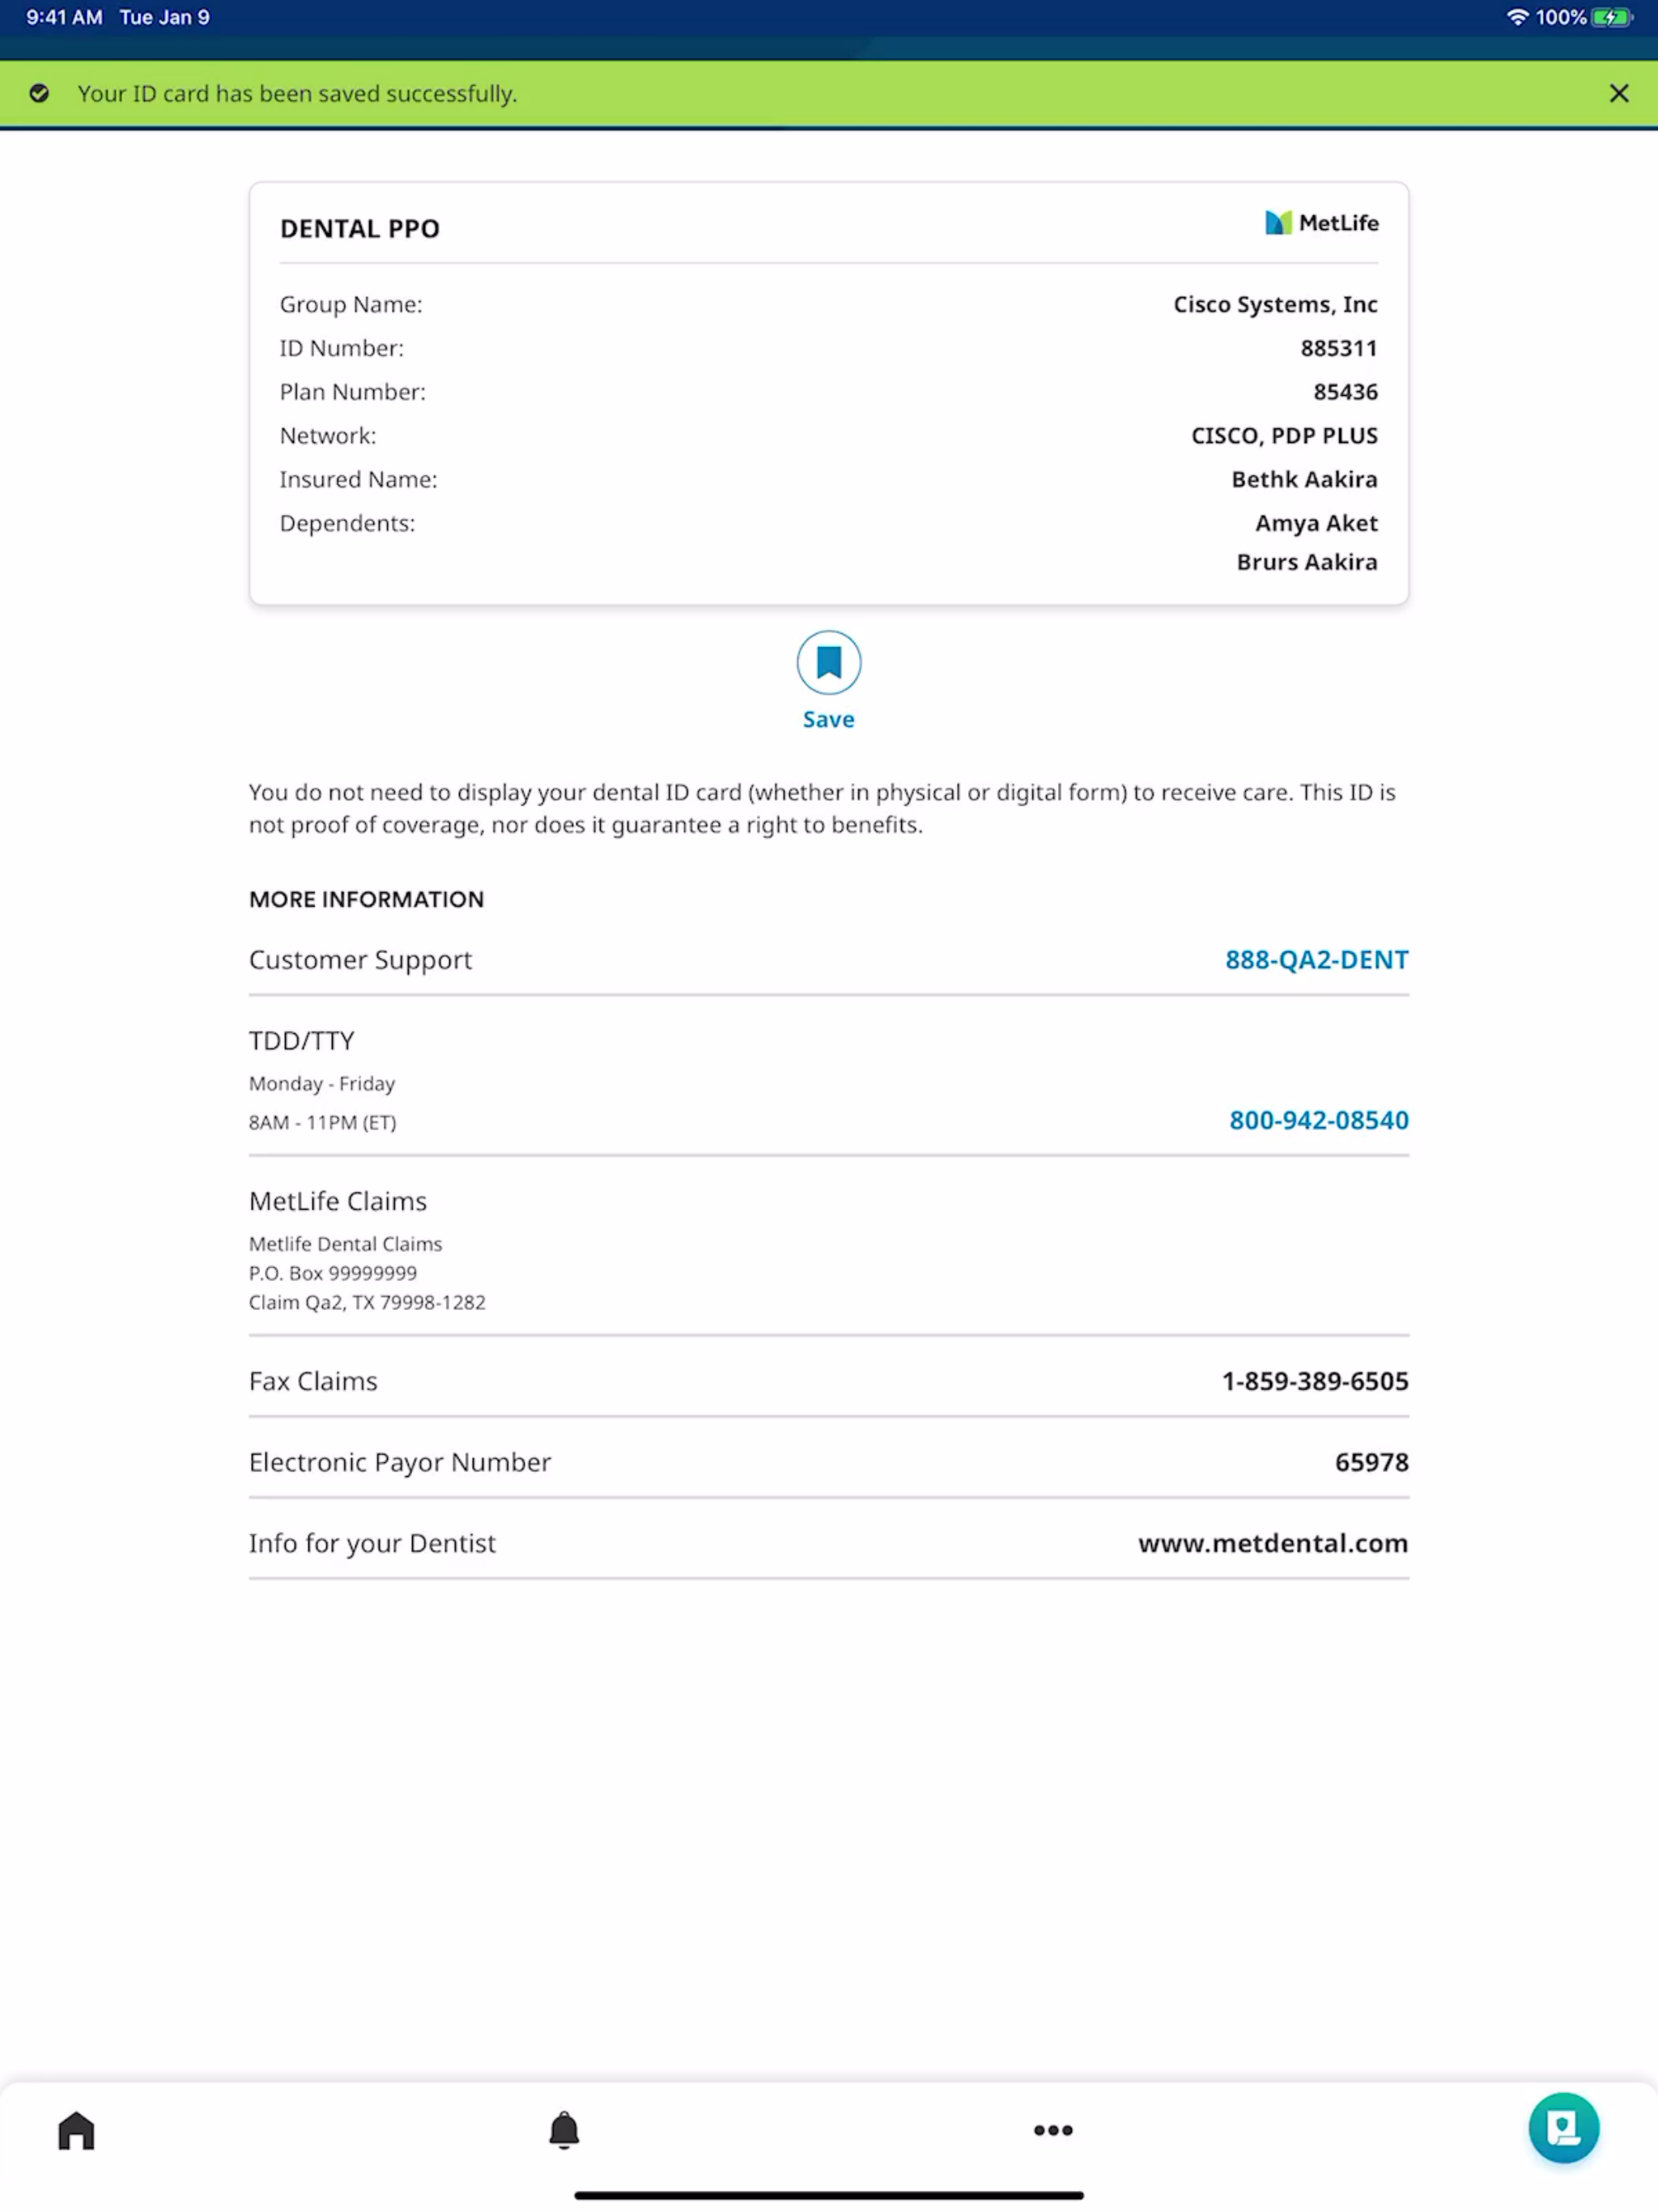 9:41 AM Tue Jan 9 100%
Your ID card has been saved successfully.
DENTAL PPO MetLife
Group Name: Cisco Systems, Inc
ID Number: 885311
Plan Number: 85436
Network: CISCO, PDP PLUS
Insured Name: Bethk Aakira
Dependents: Amya Aket
Brurs Aakira
Save
You do not need to display your dental ID card (whether in physical or digital form) to receive care. This ID is
not proof of coverage, nor does it guarantee a right to benefits.
MORE INFORMATION
Customer Support 888-QA2-DENT
TDD/TTY
Monday - Friday
8AM - 11PM (ET) 800-942-08540
MetLife Claims
Metlife Dental Claims
P.O. Box 99999999
Claim Qa2, TX 79998-1282
Fax Claims 1-859-389-6505
Electronic Payor Number 65978
Info for your Dentist www.metdental.com